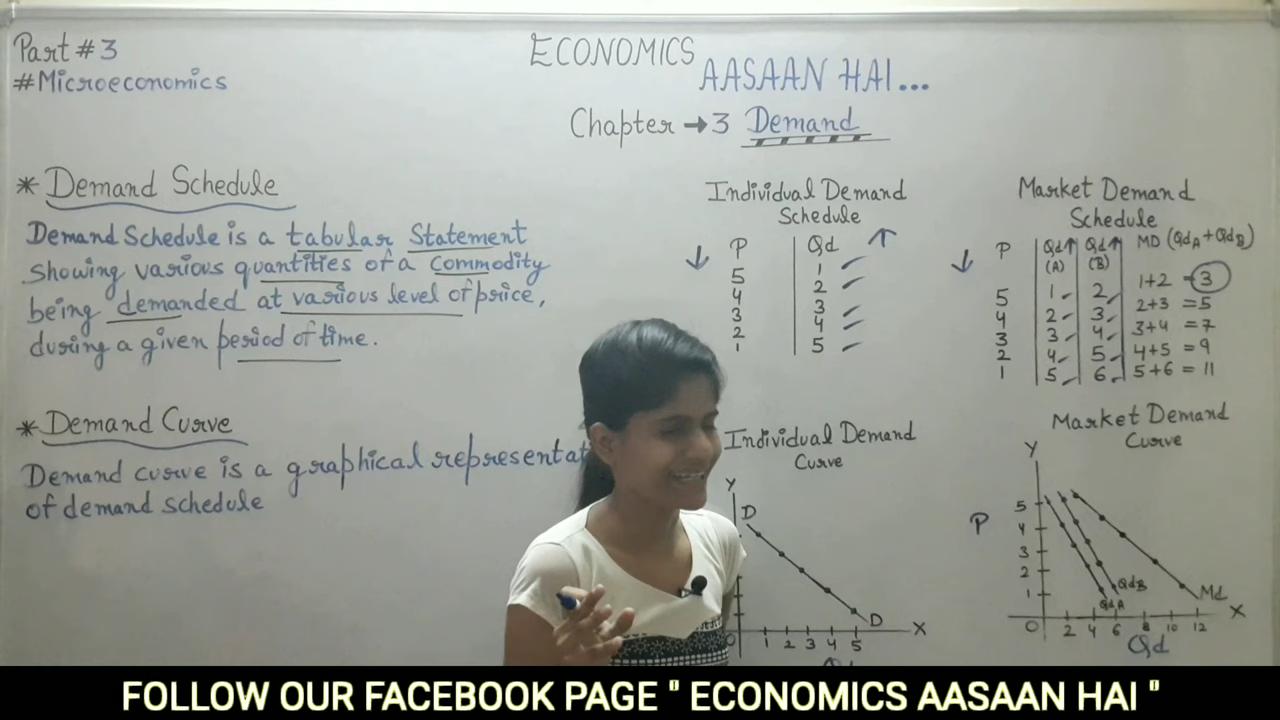 Part # 3
#Microeconomics
ECONOMICS
AASAAN HAI...
Chapter → 3 Demand
* Demand Schedule
Demand Schedule is a tabular Statement
showing various quantities of a commodity
being demanded at various level of price,
during a given period of time.
* Demand Curve
Demand curve is a graphical representat
of demand schedule
Individual Demand
Schedule
↓ P Qd ↑
5 1
4 2
3 3
2 4
1 5
Market Demand
Schedule
↓ P Qd↑ Qd↑ MD (QdA+QdB)
(A) (B)
5 1 2 1+2 = 3
4 2 3 2+3 = 5
3 3 4 3+4 = 7
2 4 5 4+5 = 9
1 5 6 5+6 = 11
Individual Demand
Curve
Y
D
D
X
O 1 2 3 4 5
Market Demand
Curve
Y
P
5
4
3
2
1
QdB
QdA
Md
X
O 2 4 6 8 10 12
Qd
FOLLOW OUR FACEBOOK PAGE " ECONOMICS AASAAN HAI "